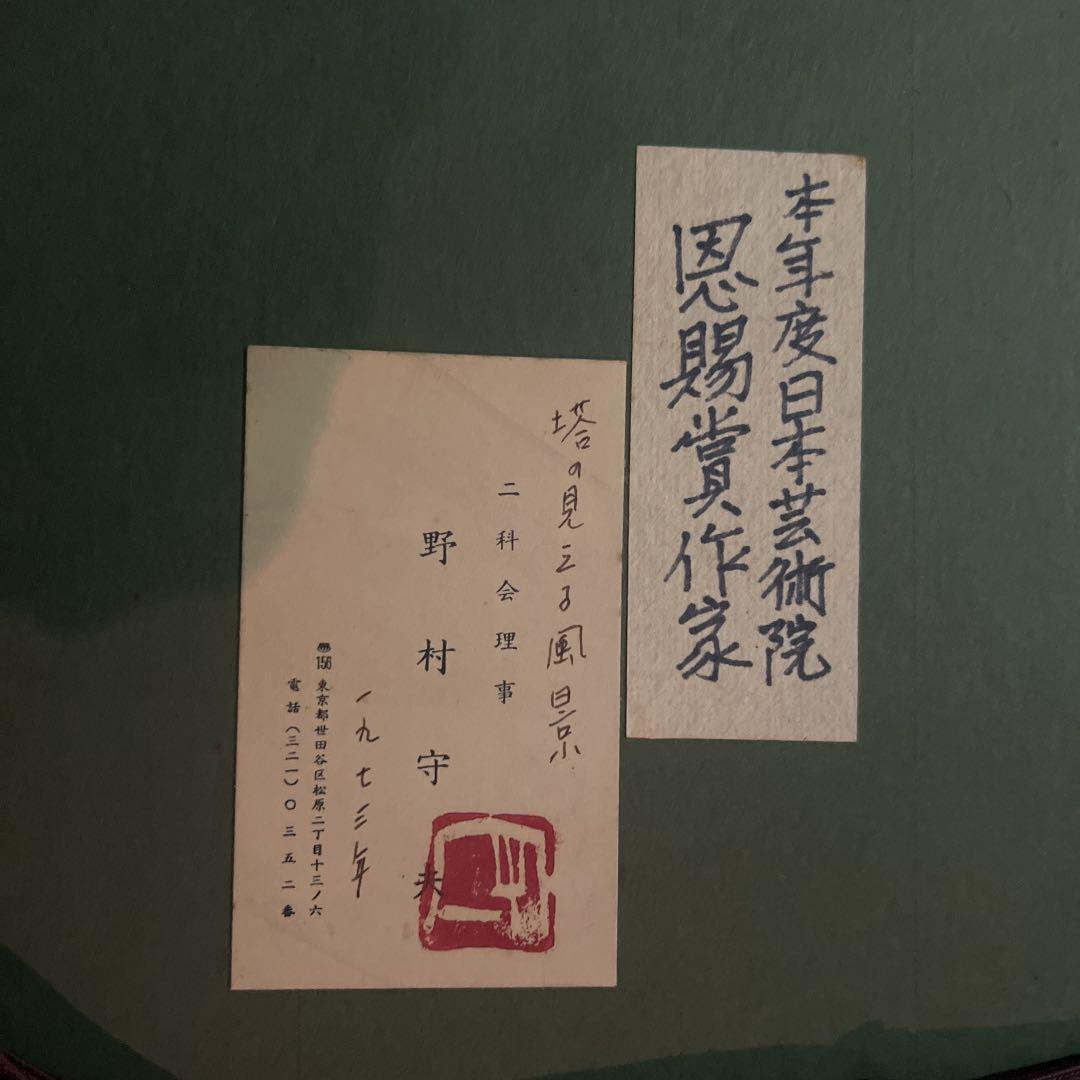 本年度日本芸術院
恩賜賞作家
塔の見える風景
二科会理事
野村守夫
一九七三年
〒156 東京都世田谷区松原二丁目十三ノ六
電話（三二一）〇三五二番